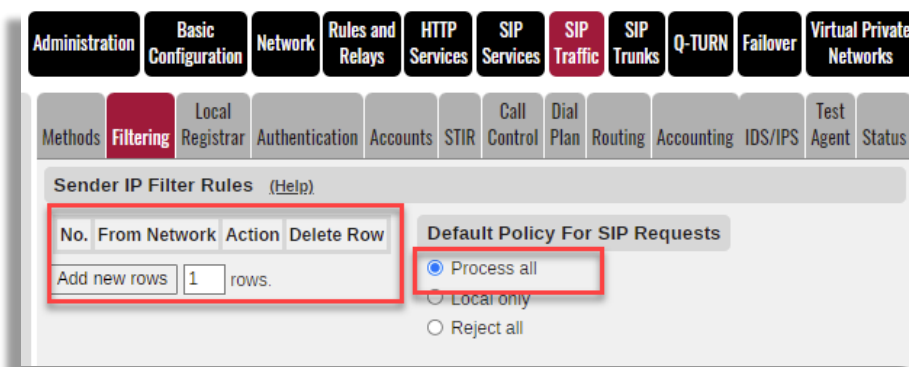 Administration Basic Configuration Network Rules and Relays HTTP Services SIP Services SIP Traffic SIP Trunks Q-TURN Failover Virtual Private Networks
Methods Filtering Local Registrar Authentication Accounts STIR Call Control Dial Plan Routing Accounting IDS/IPS Test Agent Status
Sender IP Filter Rules (Help)
No. From Network Action Delete Row
Add new rows 1 rows.
Default Policy For SIP Requests
Process all
Local only
Reject all